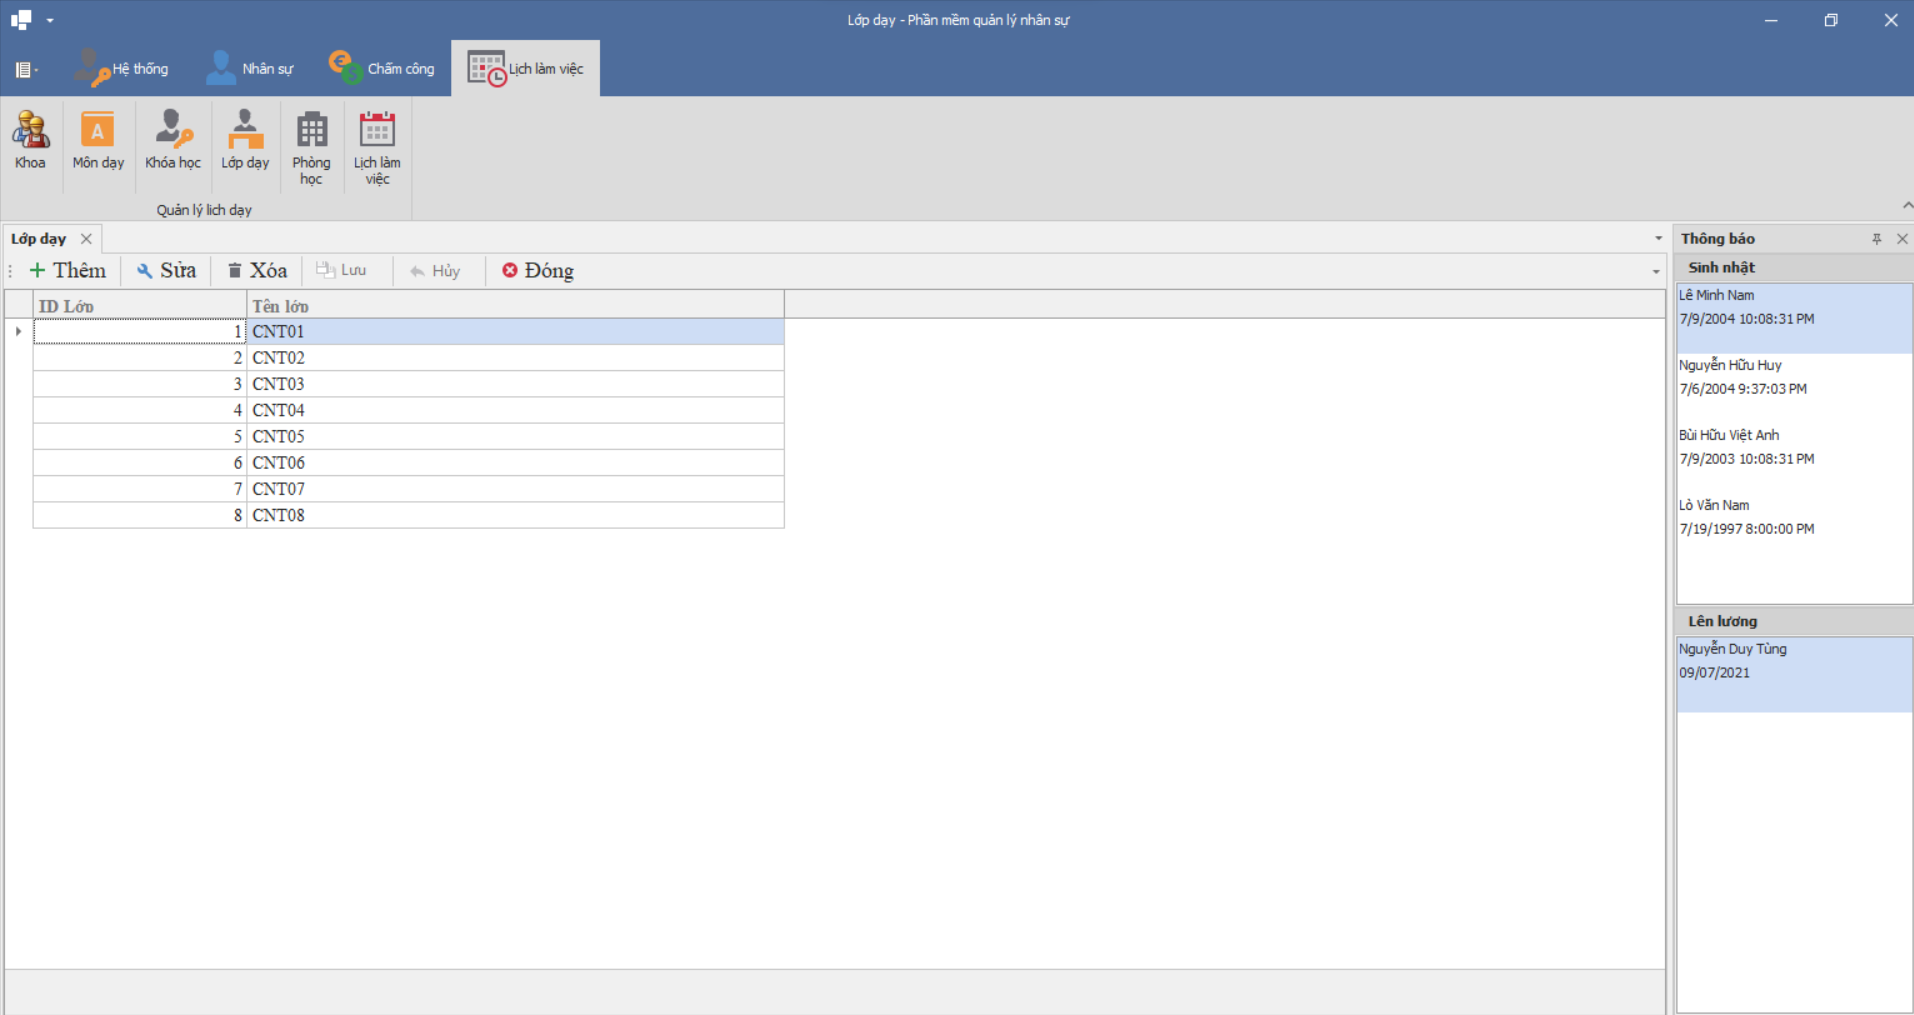 Lớp dạy - Phần mềm quản lý nhân sự
Hệ thống
Nhân sự
Chấm công
Lịch làm việc
Khoa
Môn dạy
Khóa học
Lớp dạy
Phòng học
Lịch làm việc
Quản lý lich dạy
Lớp dạy
Thêm
Sửa
Xóa
Lưu
Hủy
Đóng
ID Lớp Tên lớp
1 CNT01
2 CNT02
3 CNT03
4 CNT04
5 CNT05
6 CNT06
7 CNT07
8 CNT08
Thông báo
Sinh nhật
Lê Minh Nam
7/9/2004 10:08:31 PM
Nguyễn Hữu Huy
7/6/2004 9:37:03 PM
Bùi Hữu Việt Anh
7/9/2003 10:08:31 PM
Lò Văn Nam
7/19/1997 8:00:00 PM
Lên lương
Nguyễn Duy Tùng
09/07/2021